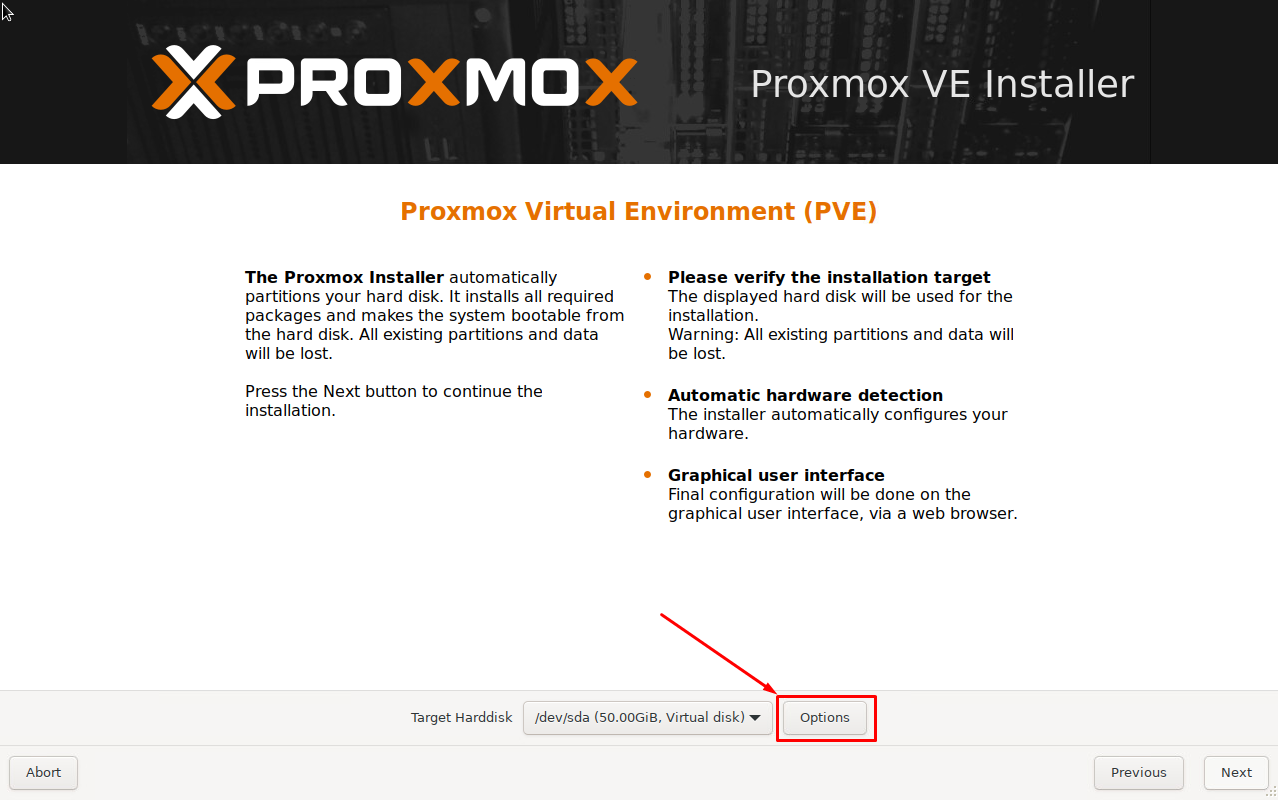 PROXMOX
Proxmox VE Installer
Proxmox Virtual Environment (PVE)
The Proxmox Installer automatically
partitions your hard disk. It installs all required
packages and makes the system bootable from
the hard disk. All existing partitions and data
will be lost.
Press the Next button to continue the
installation.
Please verify the installation target
The displayed hard disk will be used for the
installation.
Warning: All existing partitions and data will
be lost.
Automatic hardware detection
The installer automatically configures your
hardware.
Graphical user interface
Final configuration will be done on the
graphical user interface, via a web browser.
Target Harddisk
/dev/sda (50.00GiB, Virtual disk)
Options
Abort
Previous
Next